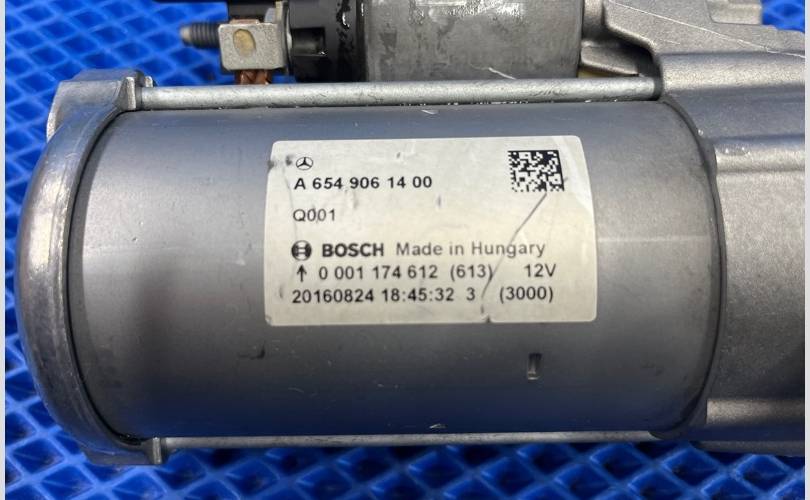 A 654 906 14 00
Q001
BOSCH Made in Hungary
↑ 0 001 174 612 (613) 12V
20160824 18:45:32 3 (3000)